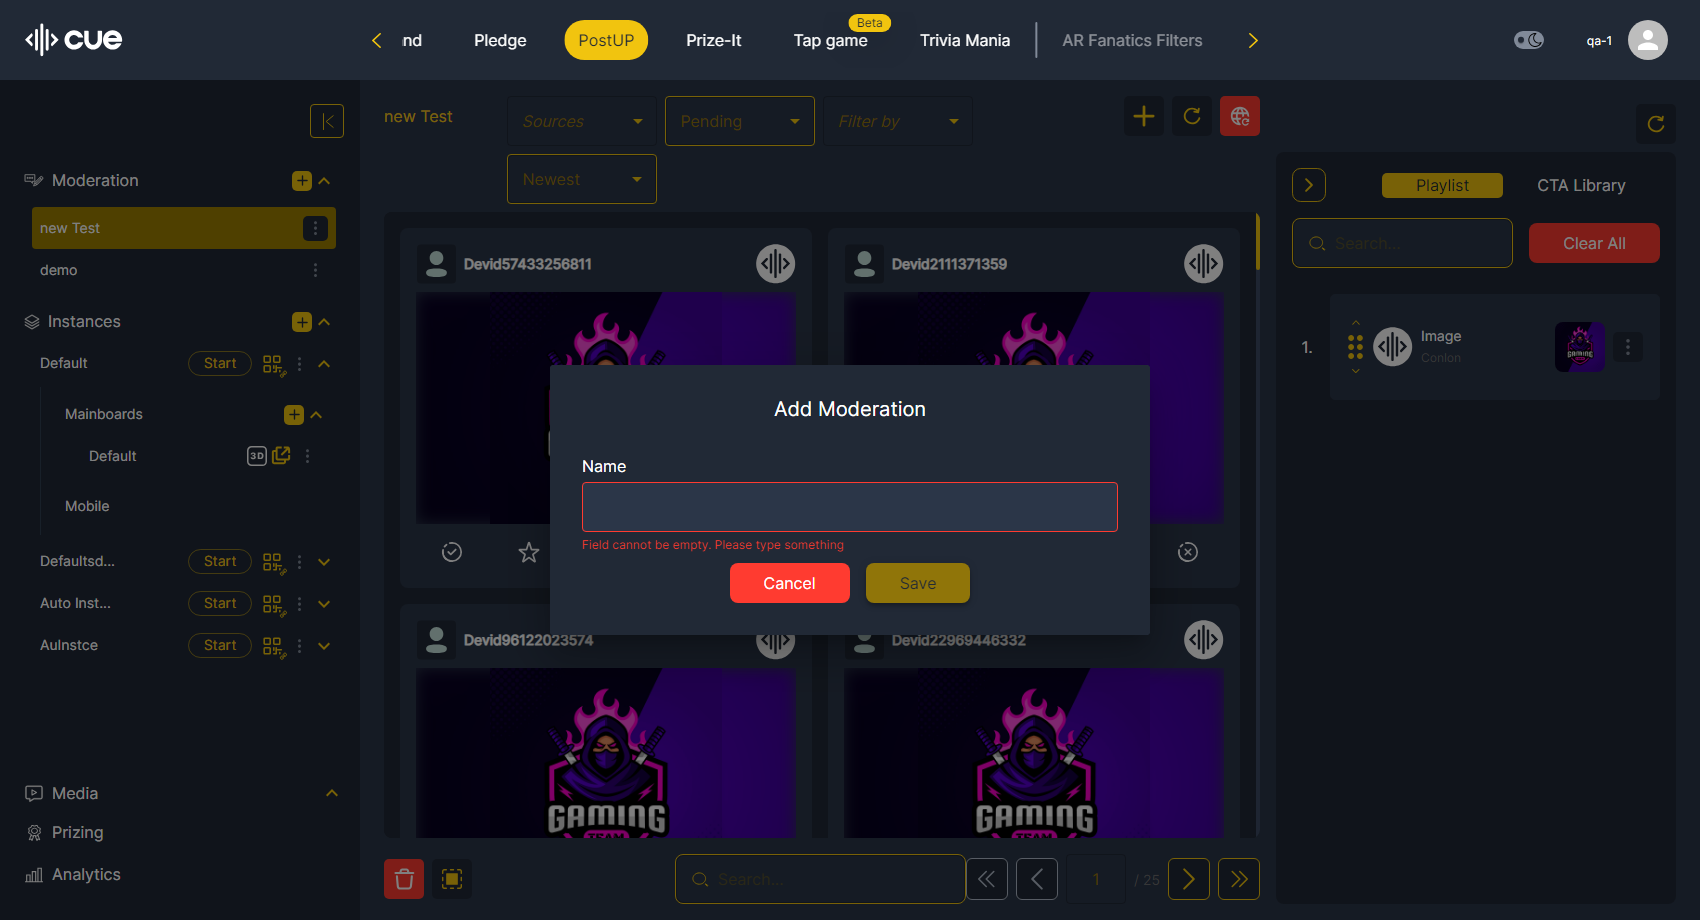 cue
nd
Pledge
PostUP
Prize-It
Tap game
Beta
Trivia Mania
AR Fanatics Filters
qa-1
Moderation
new Test
demo
Instances
Default
Start
Mainboards
Default
3D
Mobile
Defaultsd...
Start
Auto Inst...
Start
AuInstce
Start
Media
Prizing
Analytics
new Test
Sources
Pending
Filter by
Newest
Devid57433256811
Devid2111371359
Add Moderation
Name
Field cannot be empty. Please type something
Cancel
Save
Devid96122023574
Devid22969446332
GAMING
TEAM
GAMING
TEAM
Search...
1
/ 25
Playlist
CTA Library
Search...
Clear All
1.
Image
Conlon
GAMING